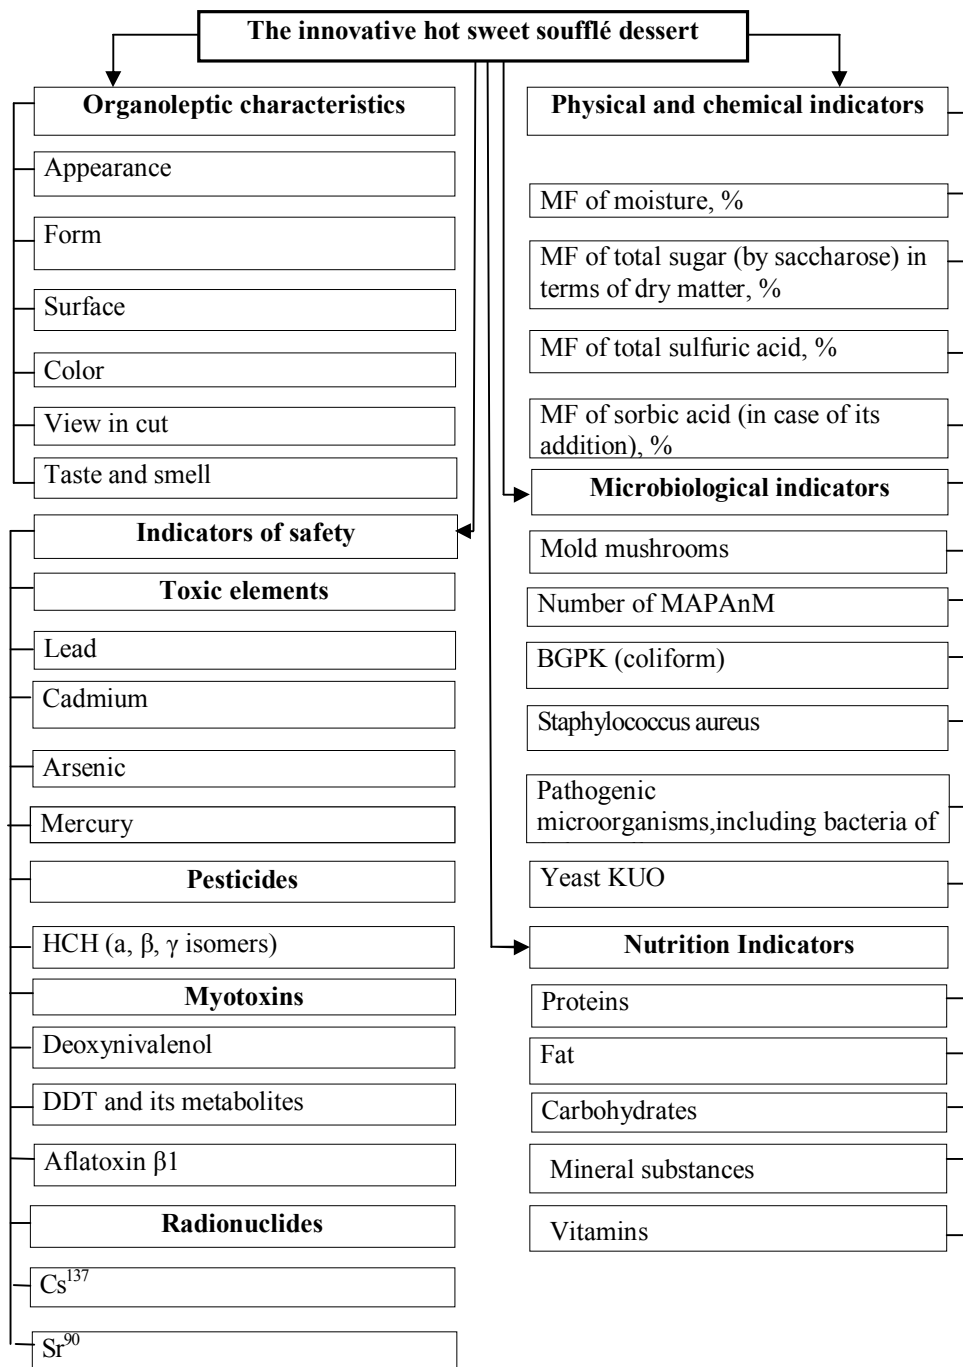 The innovative hot sweet soufflé dessert
Organoleptic characteristics
Appearance
Form
Surface
Color
View in cut
Taste and smell
Indicators of safety
Toxic elements
Lead
Cadmium
Arsenic
Mercury
Pesticides
HCH (a, β, γ isomers)
Myotoxins
Deoxynivalenol
DDT and its metabolites
Aflatoxin β1
Radionuclides
Cs¹³⁷
Sr⁹⁰
Physical and chemical indicators
MF of moisture, %
MF of total sugar (by saccharose) in
terms of dry matter, %
MF of total sulfuric acid, %
MF of sorbic acid (in case of its
addition), %
Microbiological indicators
Mold mushrooms
Number of MAPAnM
BGPK (coliform)
Staphylococcus aureus
Pathogenic
microorganisms,including bacteria of
Yeast KUO
Nutrition Indicators
Proteins
Fat
Carbohydrates
Mineral substances
Vitamins